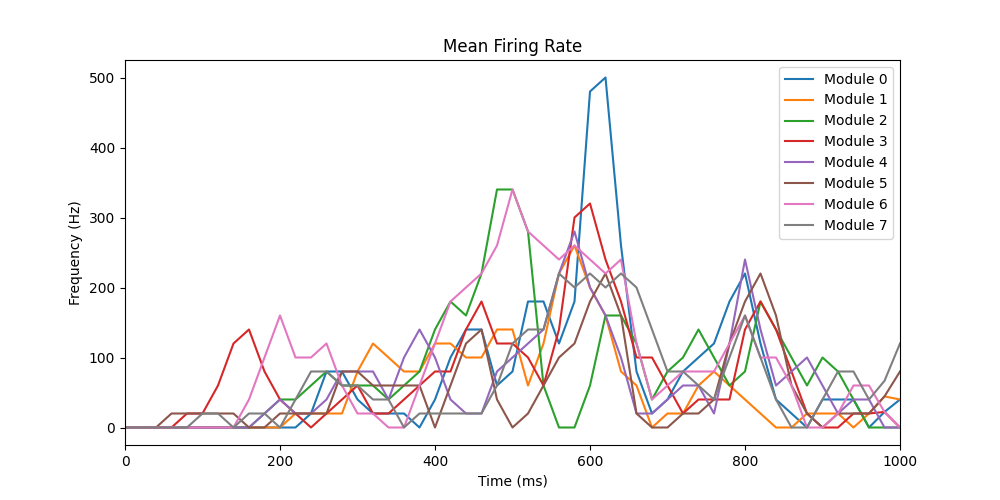 Mean Firing Rate
500
400
300
200
100
0
Frequency (Hz)
Module 0
Module 1
Module 2
Module 3
Module 4
Module 5
Module 6
Module 7
0 200 400 600 800 1000
Time (ms)